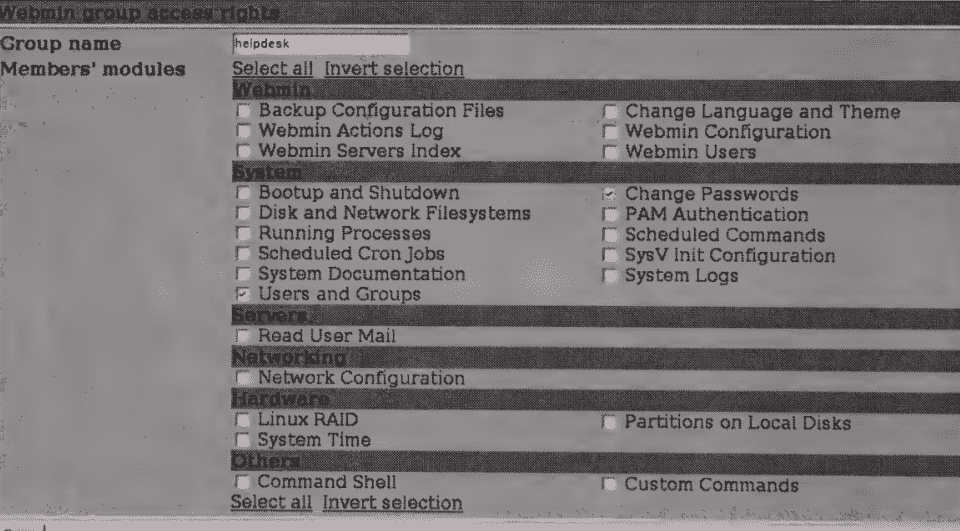 Webmin group access rights
Group name helpdesk
Members' modules Select all Invert selection
Webmin
Backup Configuration Files Change Language and Theme
Webmin Actions Log Webmin Configuration
Webmin Servers Index Webmin Users
System
Bootup and Shutdown Change Passwords
Disk and Network Filesystems PAM Authentication
Running Processes Scheduled Commands
Scheduled Cron Jobs SysV Init Configuration
System Documentation System Logs
Users and Groups
Servers
Read User Mail
Networking
Network Configuration
Hardware
Linux RAID Partitions on Local Disks
System Time
Others
Command Shell Custom Commands
Select all Invert selection